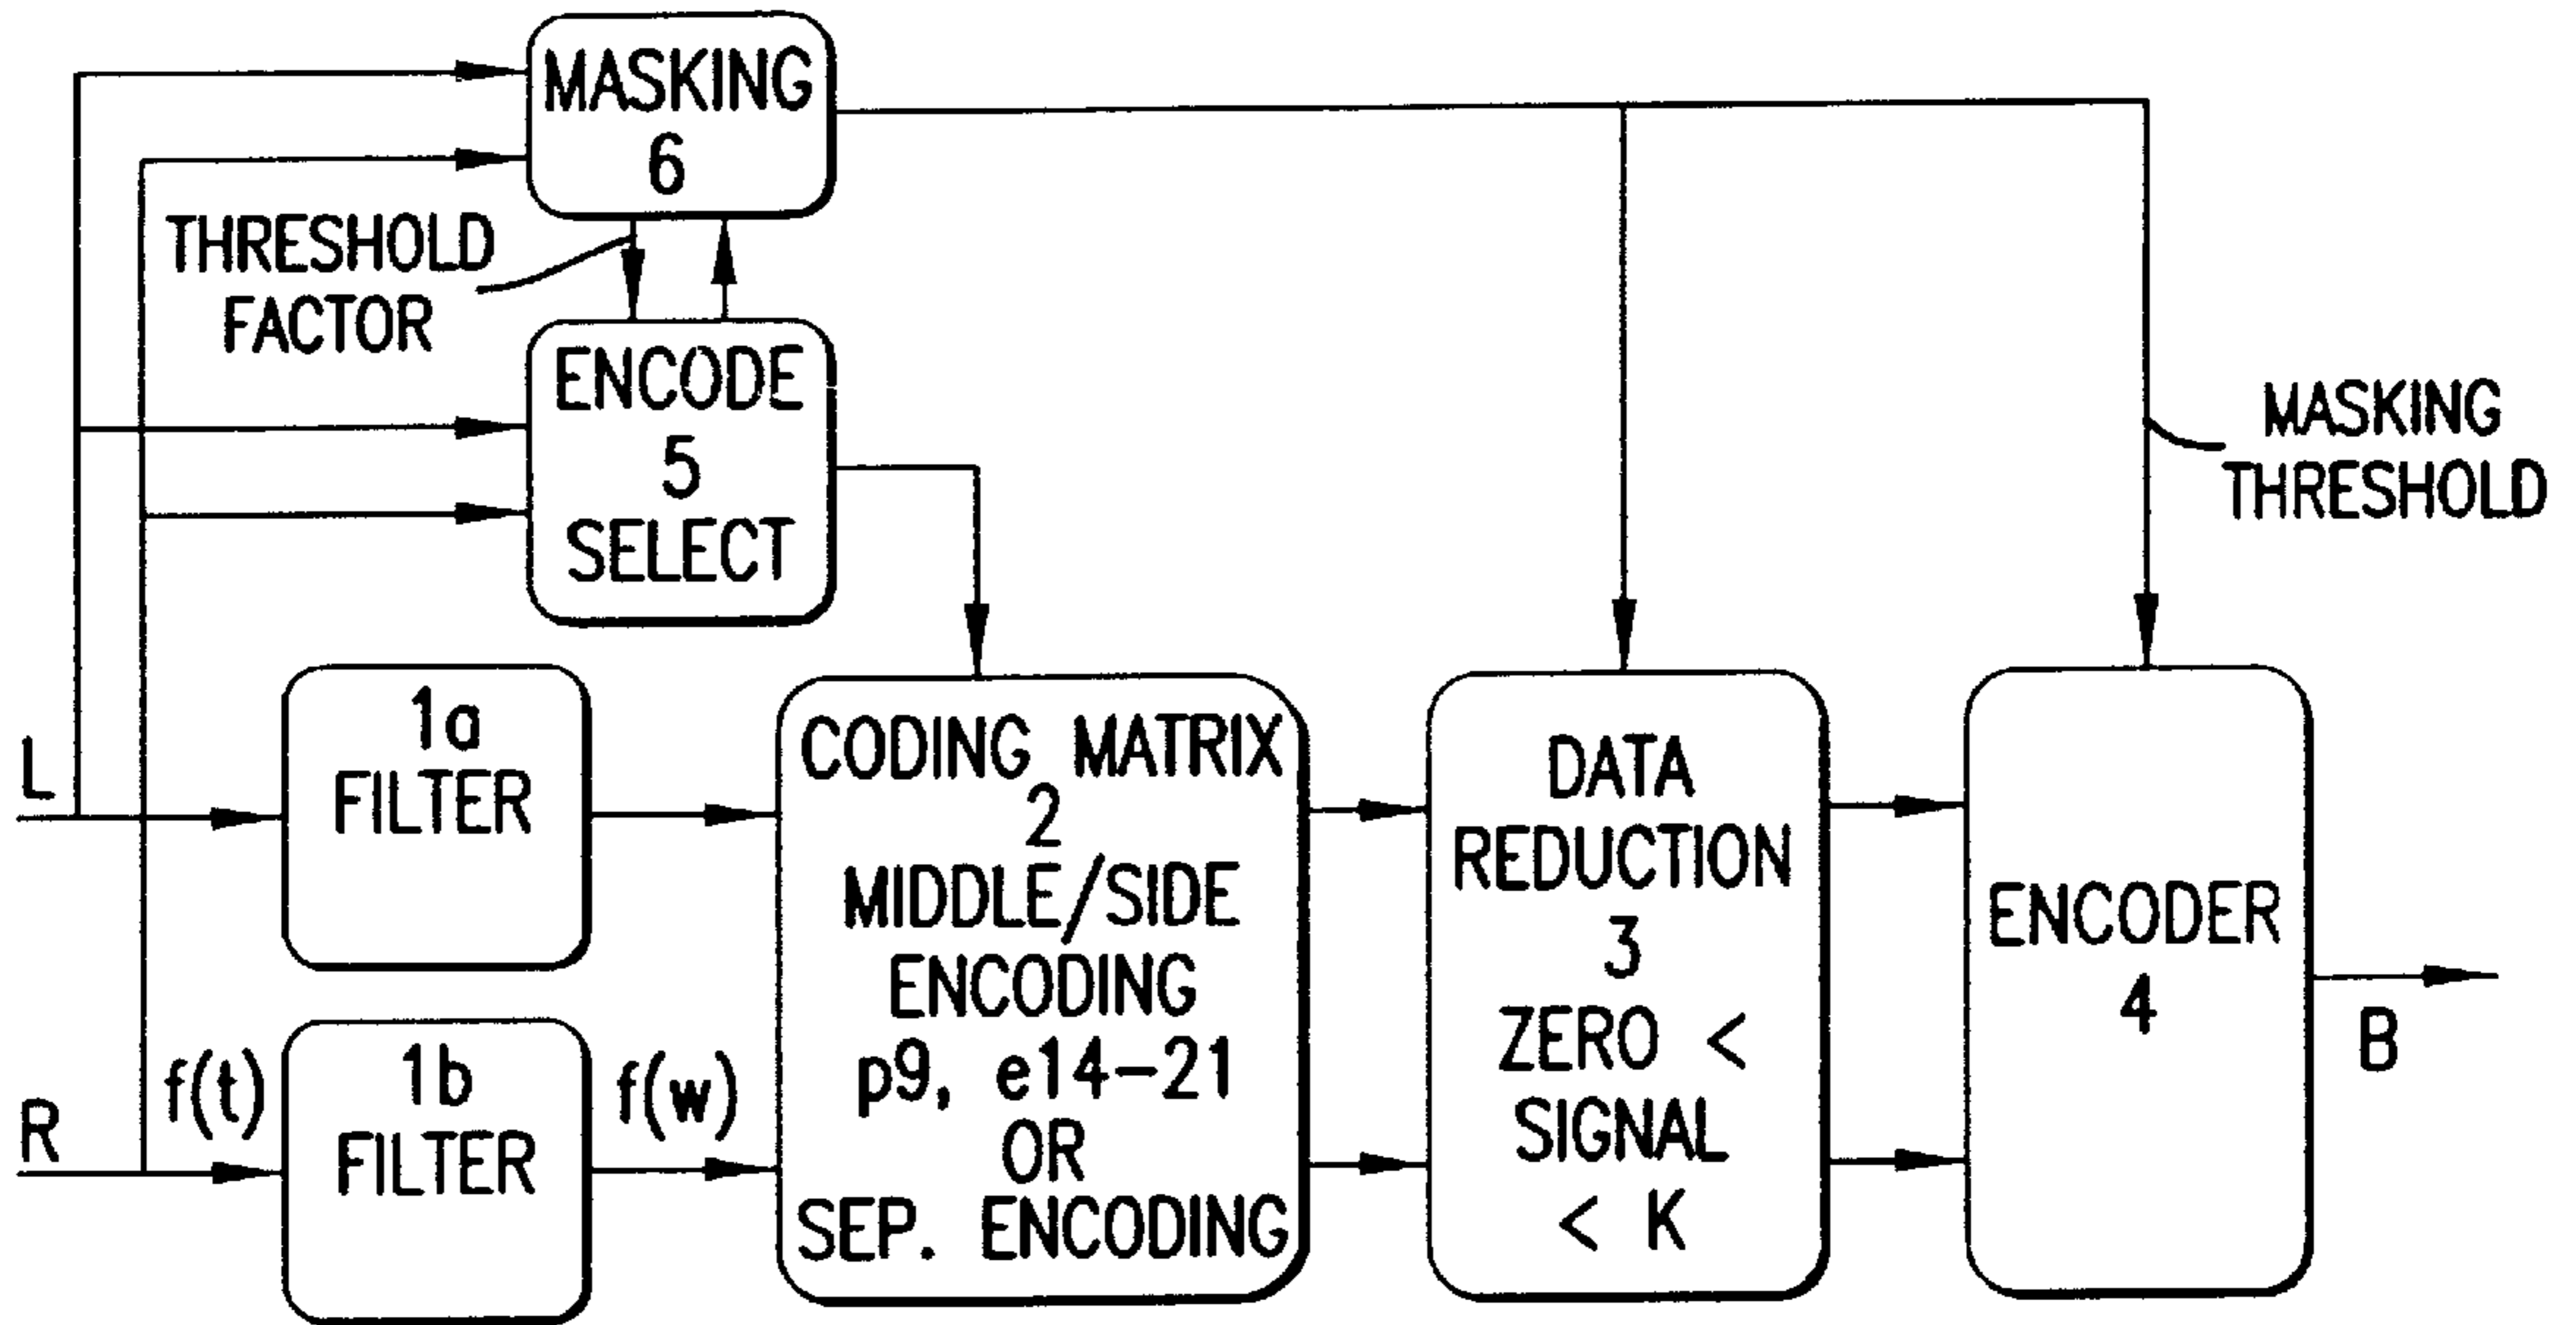 MASKING
6
THRESHOLD
FACTOR
ENCODE
5
SELECT
MASKING
THRESHOLD
L
1a
FILTER
R
f(t)
1b
FILTER
f(w)
CODING MATRIX
2
MIDDLE/SIDE
ENCODING
p9, e14-21
OR
SEP. ENCODING
DATA
REDUCTION
3
ZERO <
SIGNAL
< K
ENCODER
4
B